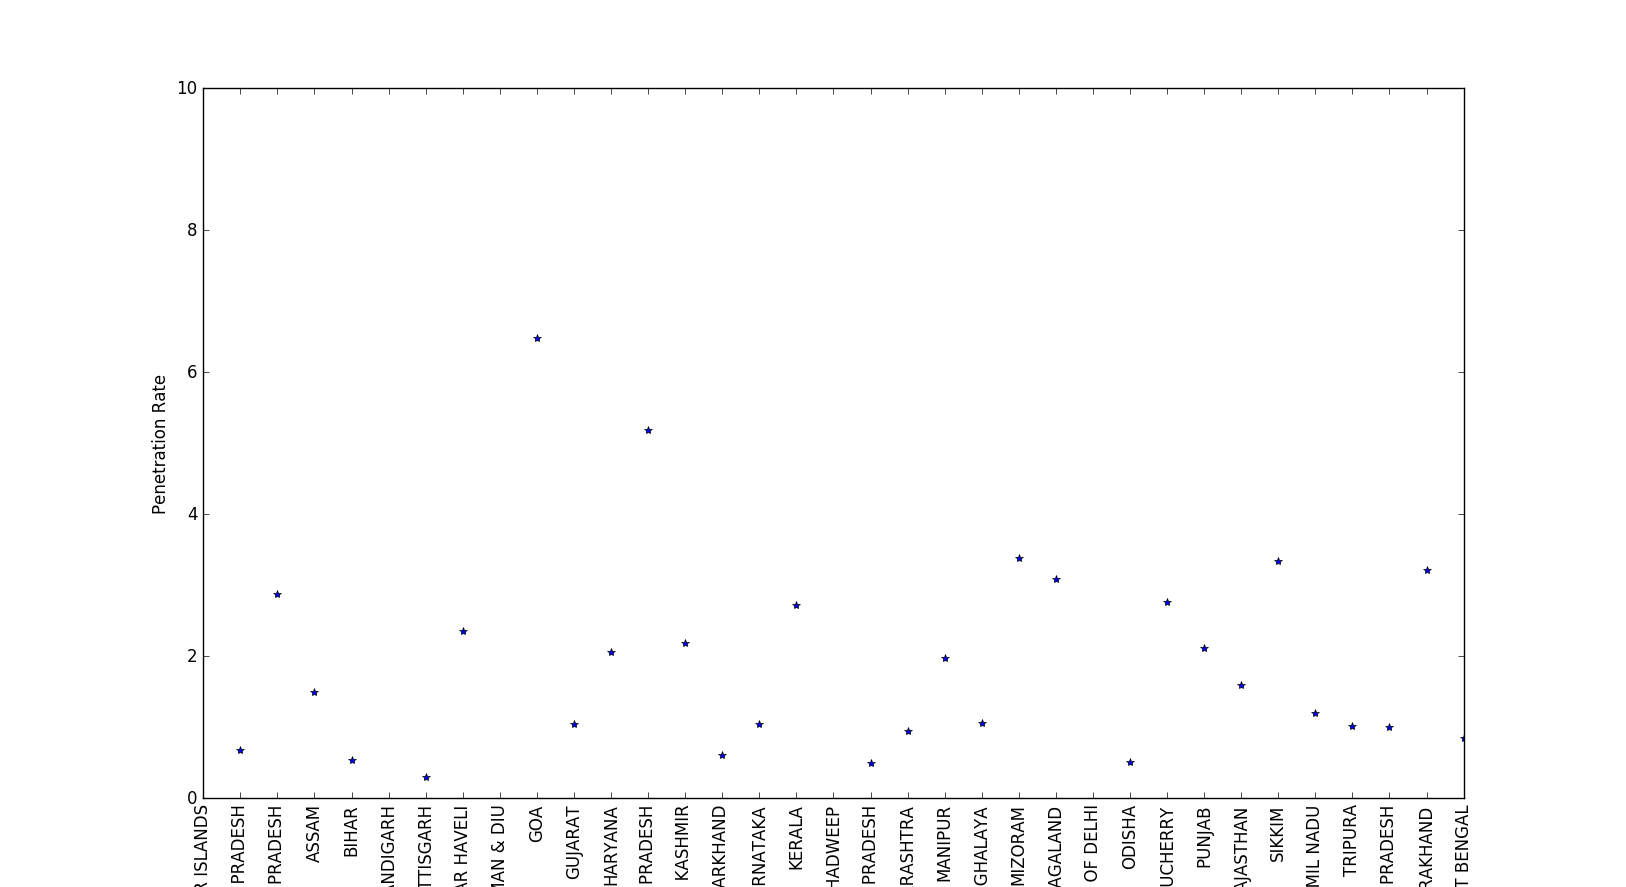 10
8
6
4
2
0
Penetration Rate
R ISLANDS
PRADESH
PRADESH
ASSAM
BIHAR
NDIGARH
TTISGARH
AR HAVELI
MAN & DIU
GOA
GUJARAT
HARYANA
PRADESH
KASHMIR
ARKHAND
RNATAKA
KERALA
HADWEEP
PRADESH
RASHTRA
MANIPUR
GHALAYA
MIZORAM
AGALAND
OF DELHI
ODISHA
UCHERRY
PUNJAB
AJASTHAN
SIKKIM
MIL NADU
TRIPURA
PRADESH
RAKHAND
T BENGAL